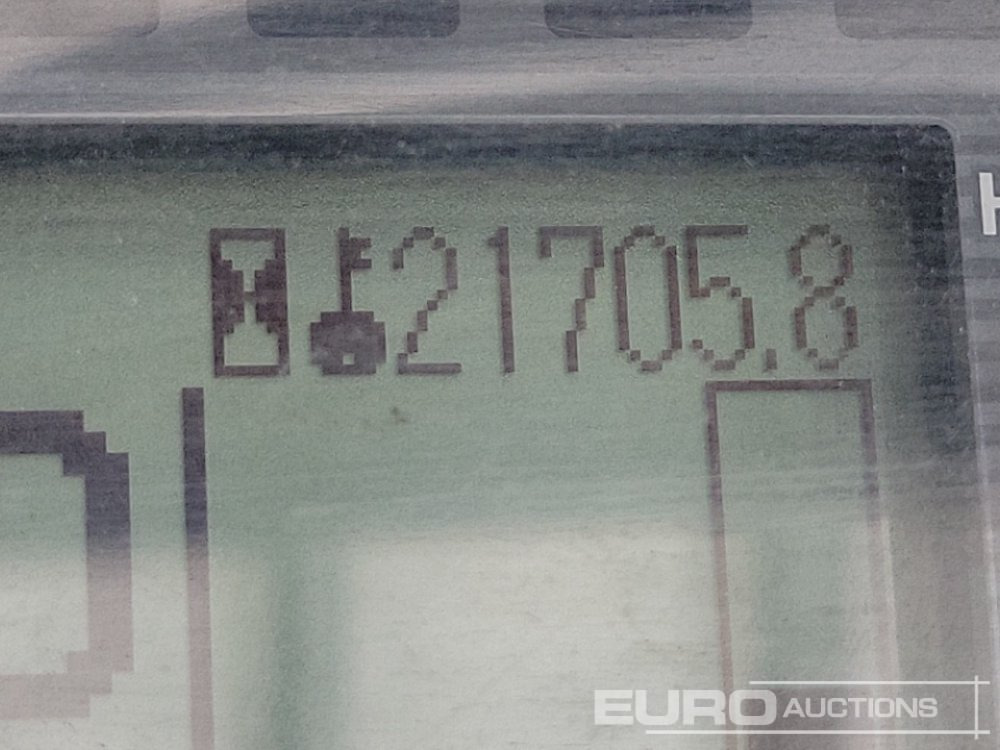 21705.8
H
EURO AUCTIONS